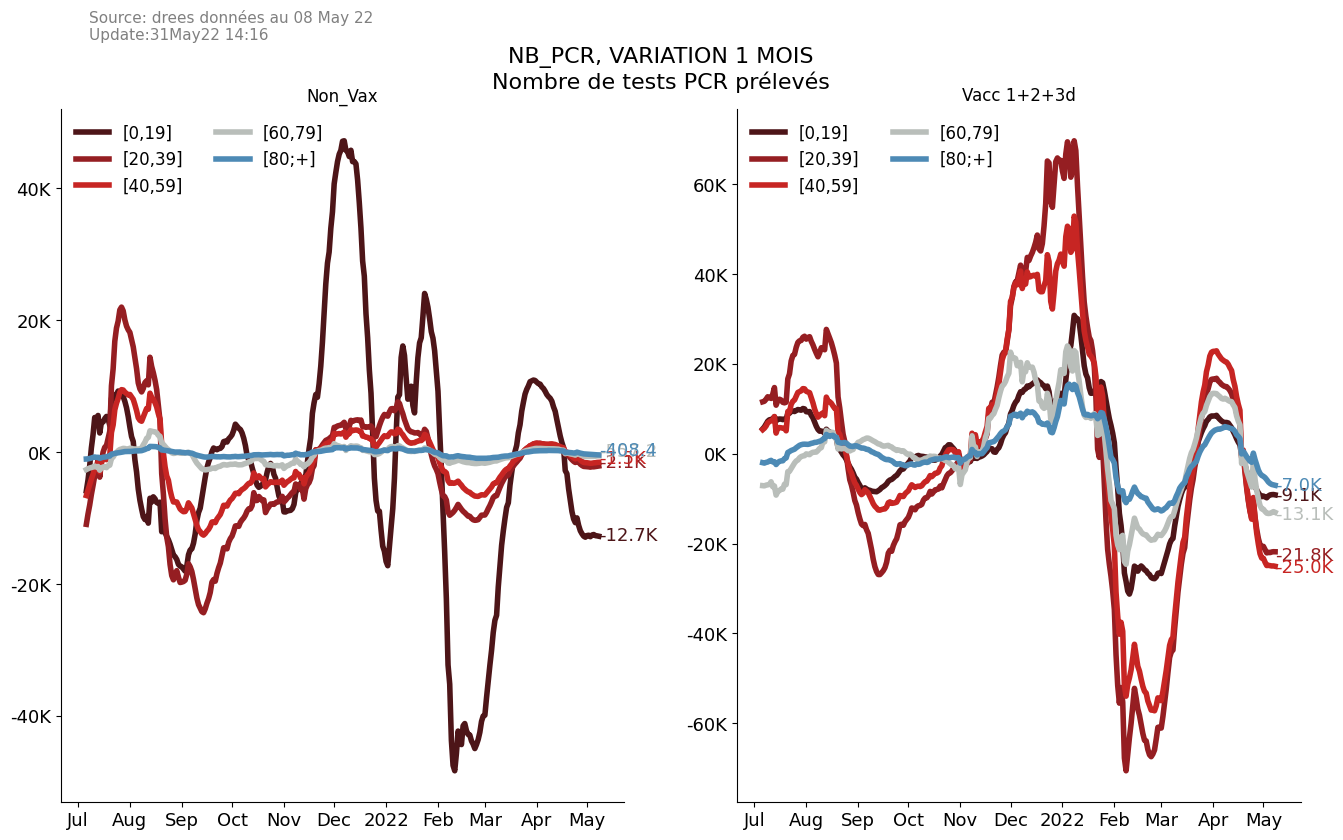 Source: drees données au 08 May 22
Update:31May22 14:16
NB_PCR, VARIATION 1 MOIS
Nombre de tests PCR prélevés
Non_Vax
[0,19]
[20,39]
[40,59]
[60,79]
[80;+]
40K
20K
0K
-20K
-40K
-2.1K
-12.7K
Jul Aug Sep Oct Nov Dec 2022 Feb Mar Apr May
Vacc 1+2+3d
[0,19]
[20,39]
[40,59]
[60,79]
[80;+]
60K
40K
20K
0K
-20K
-40K
-60K
-7.0K
-9.1K
-13.1K
-21.8K
-25.0K
Jul Aug Sep Oct Nov Dec 2022 Feb Mar Apr May